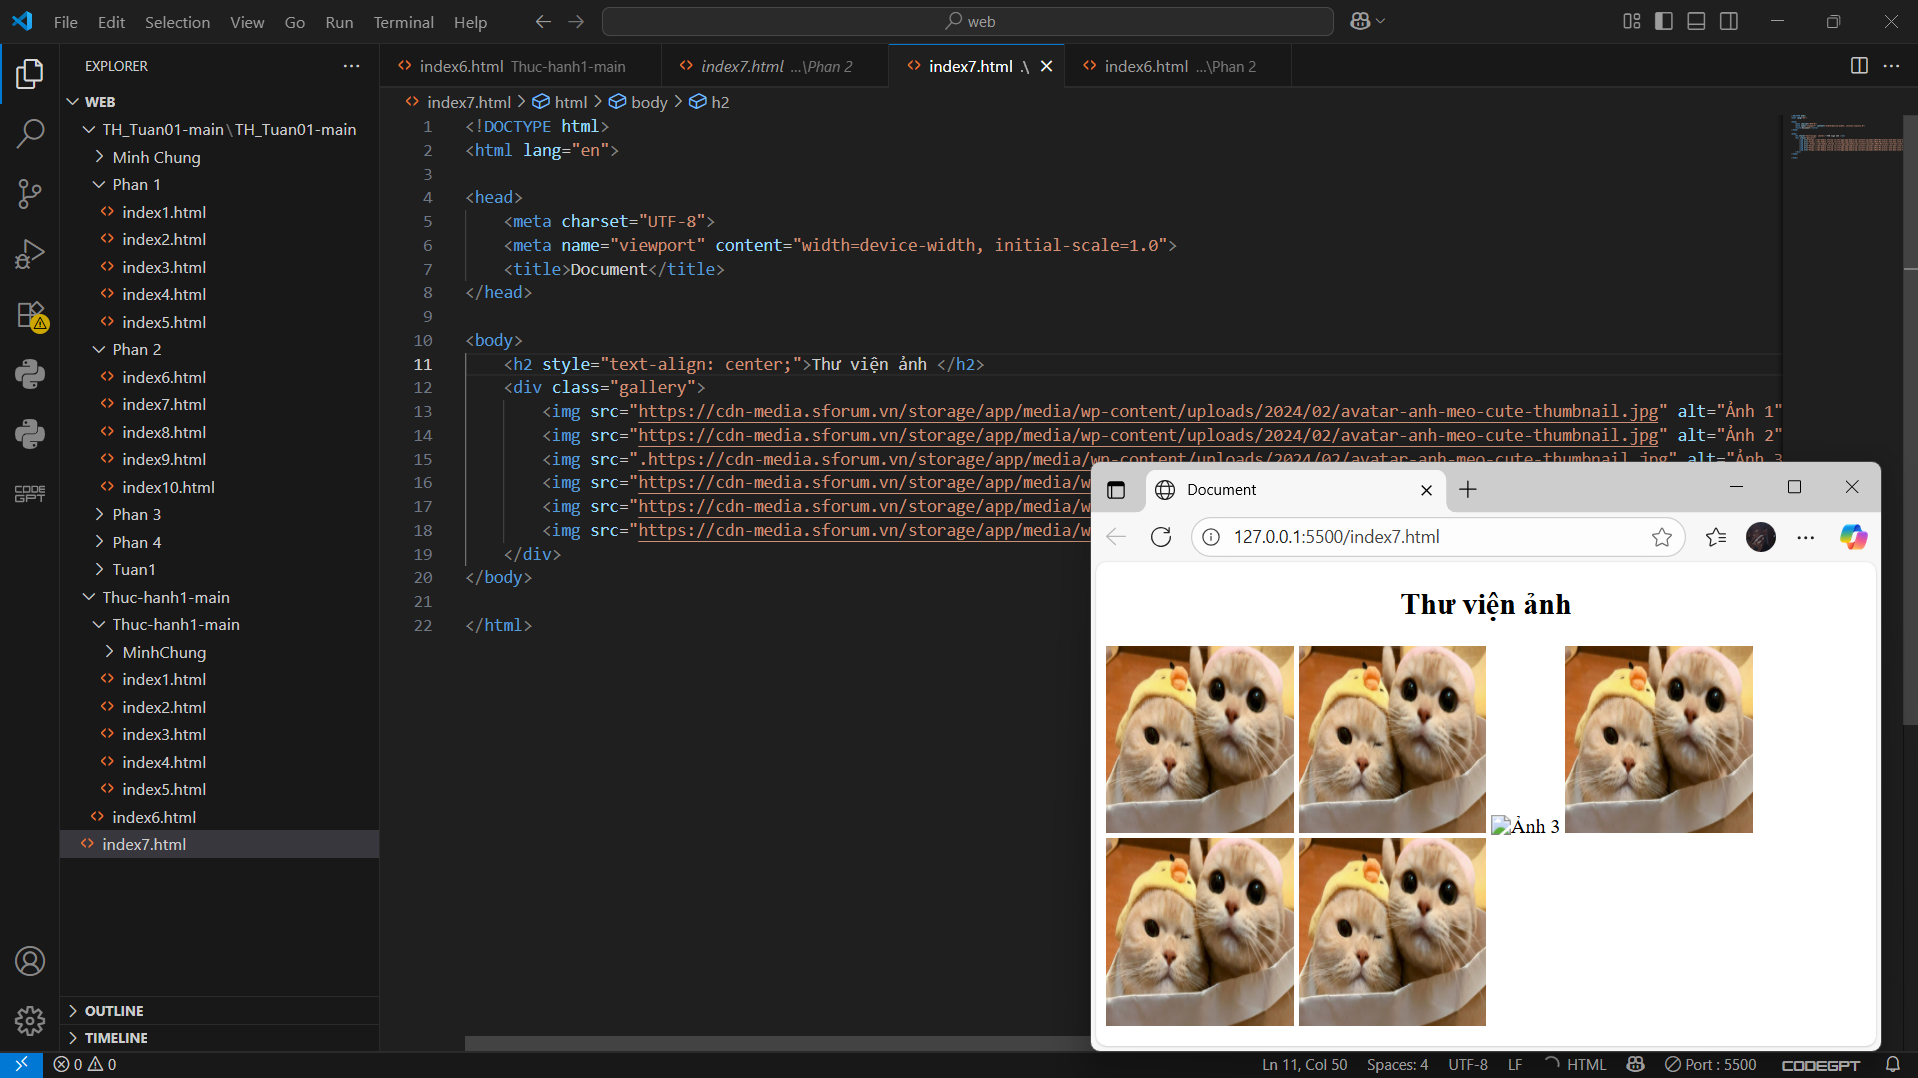 File Edit Selection View Go Run Terminal Help
web
EXPLORER
WEB
TH_Tuan01-main\TH_Tuan01-main
Minh Chung
Phan 1
index1.html
index2.html
index3.html
index4.html
index5.html
Phan 2
index6.html
index7.html
index8.html
index9.html
index10.html
Phan 3
Phan 4
Tuan1
Thuc-hanh1-main
Thuc-hanh1-main
MinhChung
index1.html
index2.html
index3.html
index4.html
index5.html
index6.html
index7.html
OUTLINE
TIMELINE
CODE
GPT
index6.html Thuc-hanh1-main
index7.html ...\Phan 2
index7.html .\
index6.html ...\Phan 2
index7.html > html > body > h2
1 <!DOCTYPE html>
2 <html lang="en">
3
4 <head>
5 <meta charset="UTF-8">
6 <meta name="viewport" content="width=device-width, initial-scale=1.0">
7 <title>Document</title>
8 </head>
9
10 <body>
11 <h2 style="text-align: center;">Thư viện ảnh </h2>
12 <div class="gallery">
13 <img src="https://cdn-media.sforum.vn/storage/app/media/wp-content/uploads/2024/02/avatar-anh-meo-cute-thumbnail.jpg" alt="Ảnh 1"
14 <img src="https://cdn-media.sforum.vn/storage/app/media/wp-content/uploads/2024/02/avatar-anh-meo-cute-thumbnail.jpg" alt="Ảnh 2"
15 <img src=".https://cdn-media.sforum.vn/storage/app/media/wp-content/uploads/2024/02/avatar-anh-meo-cute-thumbnail.jpg" alt="Ảnh 3
16 <img src="https://cdn-media.sforum.vn/storage/app/media/w
17 <img src="https://cdn-media.sforum.vn/storage/app/media/w
18 <img src="https://cdn-media.sforum.vn/storage/app/media/w
19 </div>
20 </body>
21
22 </html>
Document
127.0.0.1:5500/index7.html
Thư viện ảnh
Ảnh 3
0 0
Ln 11, Col 50 Spaces: 4 UTF-8 LF HTML Port : 5500 CODEGPT